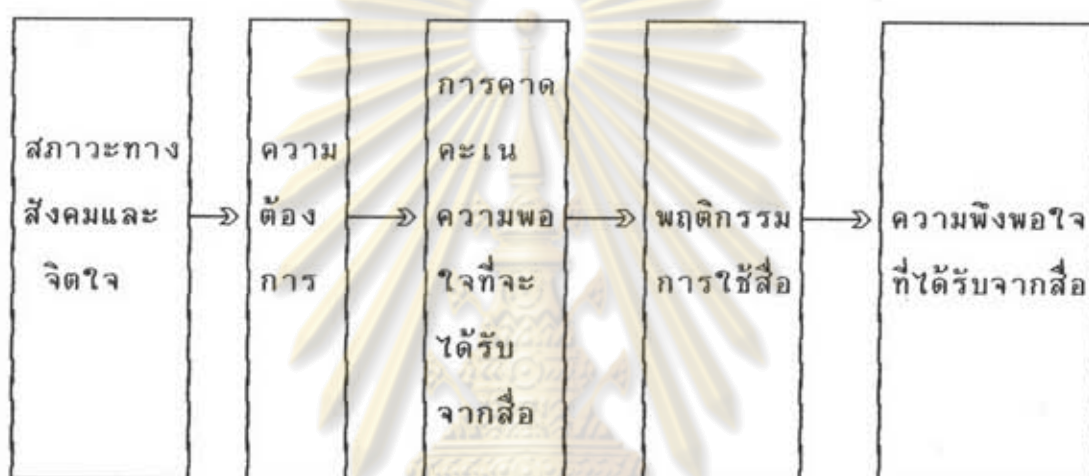 สภาวะทาง
สังคมและ
จิตใจ
ความ
ต้อง
การ
การคาด
คะเน
ความพอ
ใจที่จะ
ได้รับ
จากสื่อ
พฤติกรรม
การใช้สื่อ
ความพึงพอใจ
ที่ได้รับจากสื่อ